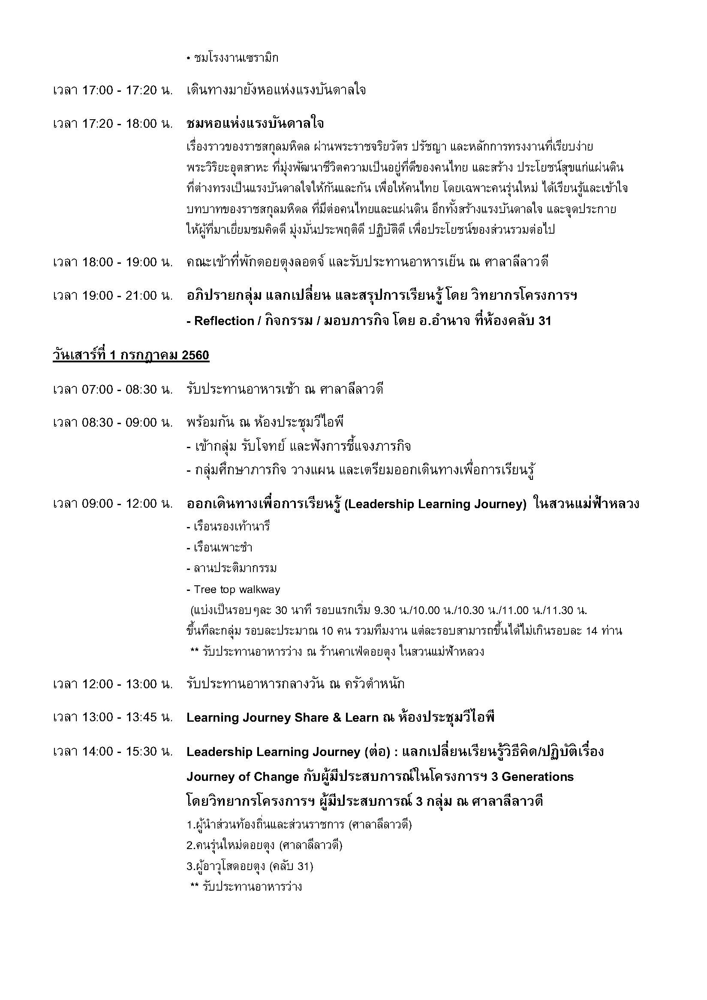 • ชมโรงงานเซรามิก
เวลา 17:00 - 17:20 น. เดินทางมายังหอแห่งแรงบันดาลใจ
เวลา 17:20 - 18:00 น. ชมหอแห่งแรงบันดาลใจ
เรื่องราวของราชสกุลมหิดล ผ่านพระราชจริยวัตร ปรัชญา และหลักการทรงงานที่เรียบง่าย
พระวิริยะอุตสาหะ ที่มุ่งพัฒนาชีวิตความเป็นอยู่ที่ดีของคนไทย และสร้าง ประโยชน์สุขแก่แผ่นดิน
ที่ต่างทรงเป็นแรงบันดาลใจให้กันและกัน เพื่อให้คนไทย โดยเฉพาะคนรุ่นใหม่ ได้เรียนรู้และเข้าใจ
บทบาทของราชสกุลมหิดล ที่มีต่อคนไทยและแผ่นดิน อีกทั้งสร้างแรงบันดาลใจ และจุดประกาย
ให้ผู้ที่มาเยี่ยมชมคิดดี มุ่งมั่นประพฤติดี ปฏิบัติดี เพื่อประโยชน์ของส่วนรวมต่อไป
เวลา 18:00 - 19:00 น. คณะเข้าที่พักดอยตุงลอดจ์ และรับประทานอาหารเย็น ณ ศาลาลีลาวดี
เวลา 19:00 - 21:00 น. อภิปรายกลุ่ม แลกเปลี่ยน และสรุปการเรียนรู้ โดย วิทยากรโครงการฯ
- Reflection / กิจกรรม / มอบภารกิจ โดย อ.อำนาจ ที่ห้องคลับ 31
วันเสาร์ที่ 1 กรกฎาคม 2560
เวลา 07:00 - 08:30 น. รับประทานอาหารเช้า ณ ศาลาลีลาวดี
เวลา 08:30 - 09:00 น. พร้อมกัน ณ ห้องประชุมวีไอพี
- เข้ากลุ่ม รับโจทย์ และฟังการชี้แจงภารกิจ
- กลุ่มศึกษาภารกิจ วางแผน และเตรียมออกเดินทางเพื่อการเรียนรู้
เวลา 09:00 - 12:00 น. ออกเดินทางเพื่อการเรียนรู้ (Leadership Learning Journey) ในสวนแม่ฟ้าหลวง
- เรือนรองเท้านารี
- เรือนเพาะชำ
- ลานประติมากรรม
- Tree top walkway
(แบ่งเป็นรอบๆละ 30 นาที รอบแรกเริ่ม 9.30 น./10.00 น./10.30 น./11.00 น./11.30 น.
ขึ้นทีละกลุ่ม รอบละประมาณ 10 คน รวมทีมงาน แต่ละรอบสามารถขึ้นได้ไม่เกินรอบละ 14 ท่าน
** รับประทานอาหารว่าง ณ ร้านคาเฟ่ดอยตุง ในสวนแม่ฟ้าหลวง
เวลา 12:00 - 13:00 น. รับประทานอาหารกลางวัน ณ ครัวตำหนัก
เวลา 13:00 - 13:45 น. Learning Journey Share & Learn ณ ห้องประชุมวีไอพี
เวลา 14:00 - 15:30 น. Leadership Learning Journey (ต่อ) : แลกเปลี่ยนเรียนรู้วิธีคิด/ปฏิบัติเรื่อง
Journey of Change กับผู้มีประสบการณ์ในโครงการฯ 3 Generations
โดยวิทยากรโครงการฯ ผู้มีประสบการณ์ 3 กลุ่ม ณ ศาลาลีลาวดี
1.ผู้นำส่วนท้องถิ่นและส่วนราชการ (ศาลาลีลาวดี)
2.คนรุ่นใหม่ดอยตุง (ศาลาลีลาวดี)
3.ผู้อาวุโสดอยตุง (คลับ 31)
** รับประทานอาหารว่าง